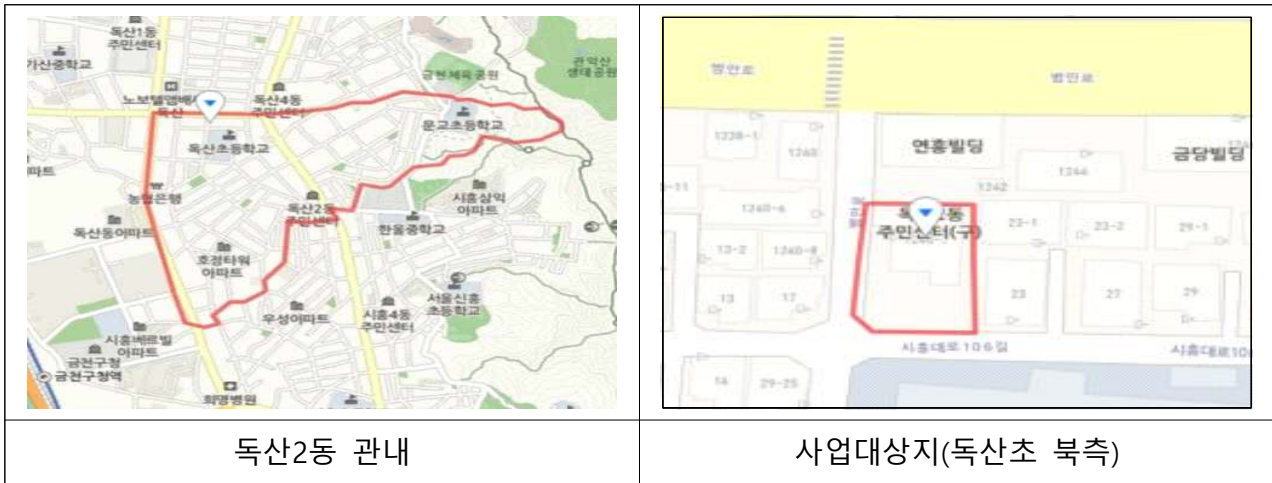 독산1동
주민센터
가산중학교
금천체육공원
관악산
생태공원
노보텔앰배서
독산
독산4동
주민센터
문교초등학교
독산초등학교
농협은행
독산2동
주민센터
시흥삼익
아파트
한울중학교
독산동아파트
호정타워
아파트
서울신흥
초등학교
우성아파트
시흥4동
주민센터
시흥베르빌
아파트
금천구청
금천구청역
희명병원
범안로
범안로
1238-1
연흥빌딩
금당빌딩
1244
1242
1240-6
주민센터(구)
23-1
23-2
29-1
13-2
1240-8
13
17
23
27
29
시흥대로106길
시흥대로10
14
29-25
독산2동 관내
사업대상지(독산초 북측)